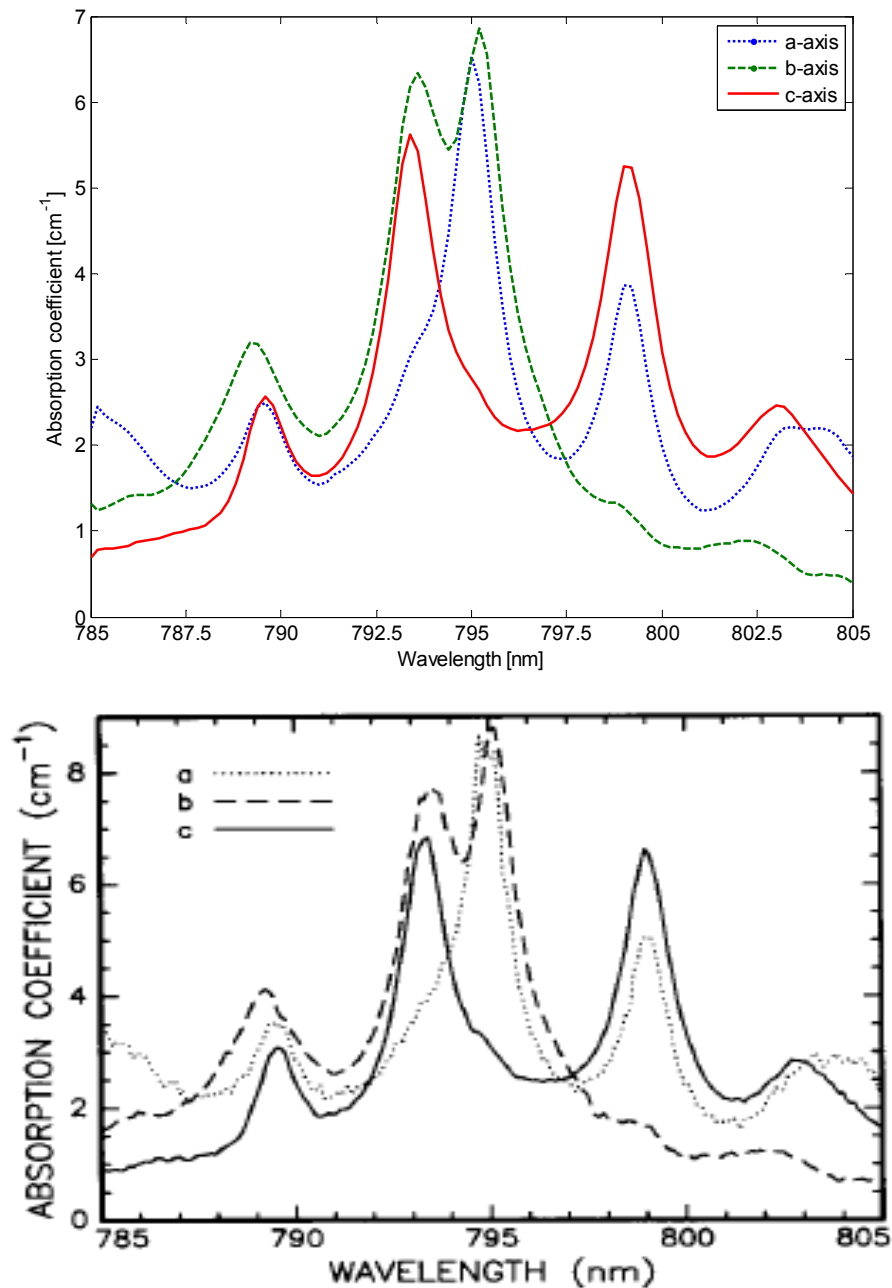 7
6
5
4
3
2
1
0
Absorption coefficient [cm⁻¹]
a-axis
b-axis
c-axis
785 787.5 790 792.5 795 797.5 800 802.5 805
Wavelength [nm]
8
6
4
2
0
ABSORPTION COEFFICIENT (cm⁻¹)
a
b
c
785 790 795 800 805
WAVELENGTH (nm)